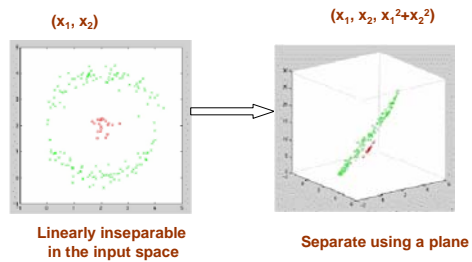 (x₁, x₂)
(x₁, x₂, x₁²+x₂²)
Linearly inseparable
in the input space
Separate using a plane